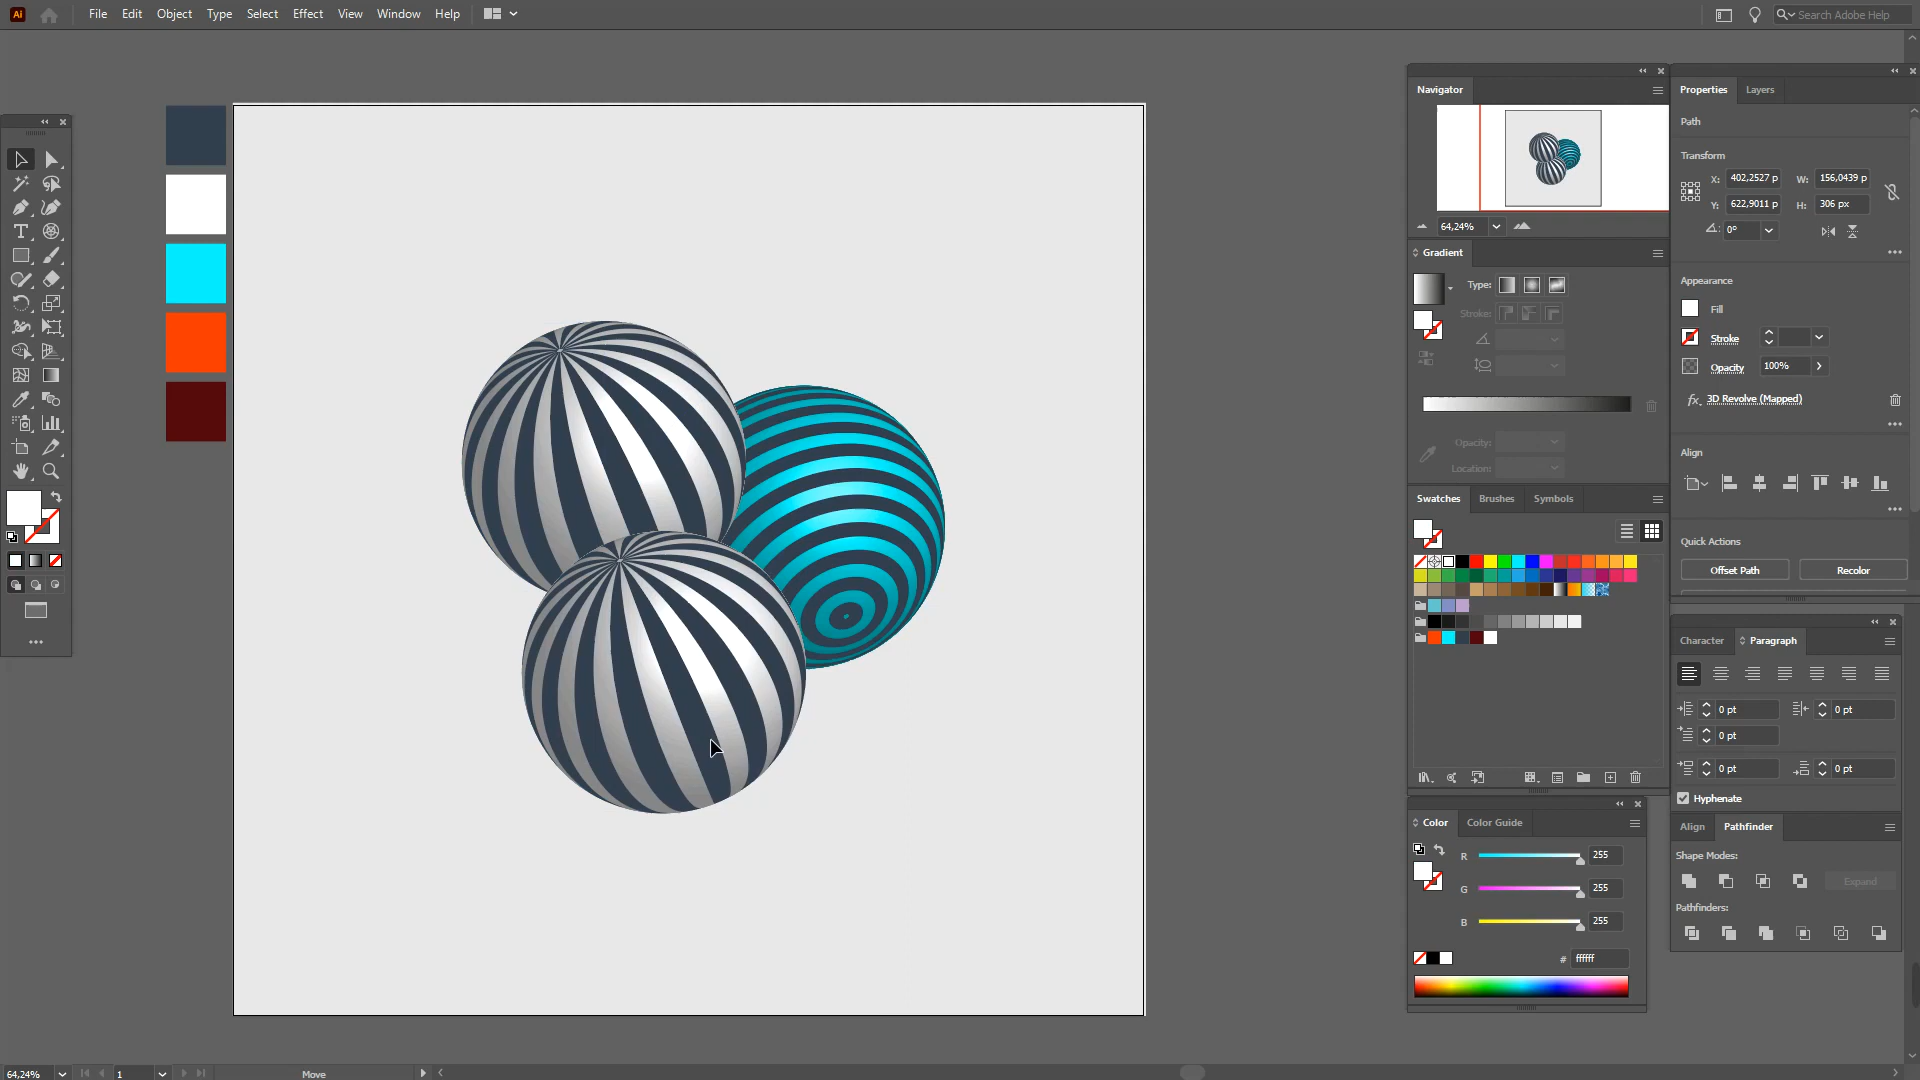 Ai File Edit Object Type Select Effect View Window Help
Search Adobe Help
Navigator
64,24%
Gradient
Type:
Stroke:
Opacity:
Location:
Swatches Brushes Symbols
Color Color Guide
R 255
G 255
B 255
# ffffff
Properties Layers
Path
Transform
X: 402,2527 p W: 156,0439 p
Y: 622,9011 p H: 306 px
0°
Appearance
Fill
Stroke
Opacity 100%
fx 3D Revolve (Mapped)
Align
Quick Actions
Offset Path Recolor
Character Paragraph
0 pt 0 pt
0 pt
0 pt 0 pt
Hyphenate
Align Pathfinder
Shape Modes:
Expand
Pathfinders:
64,24% 1 Move